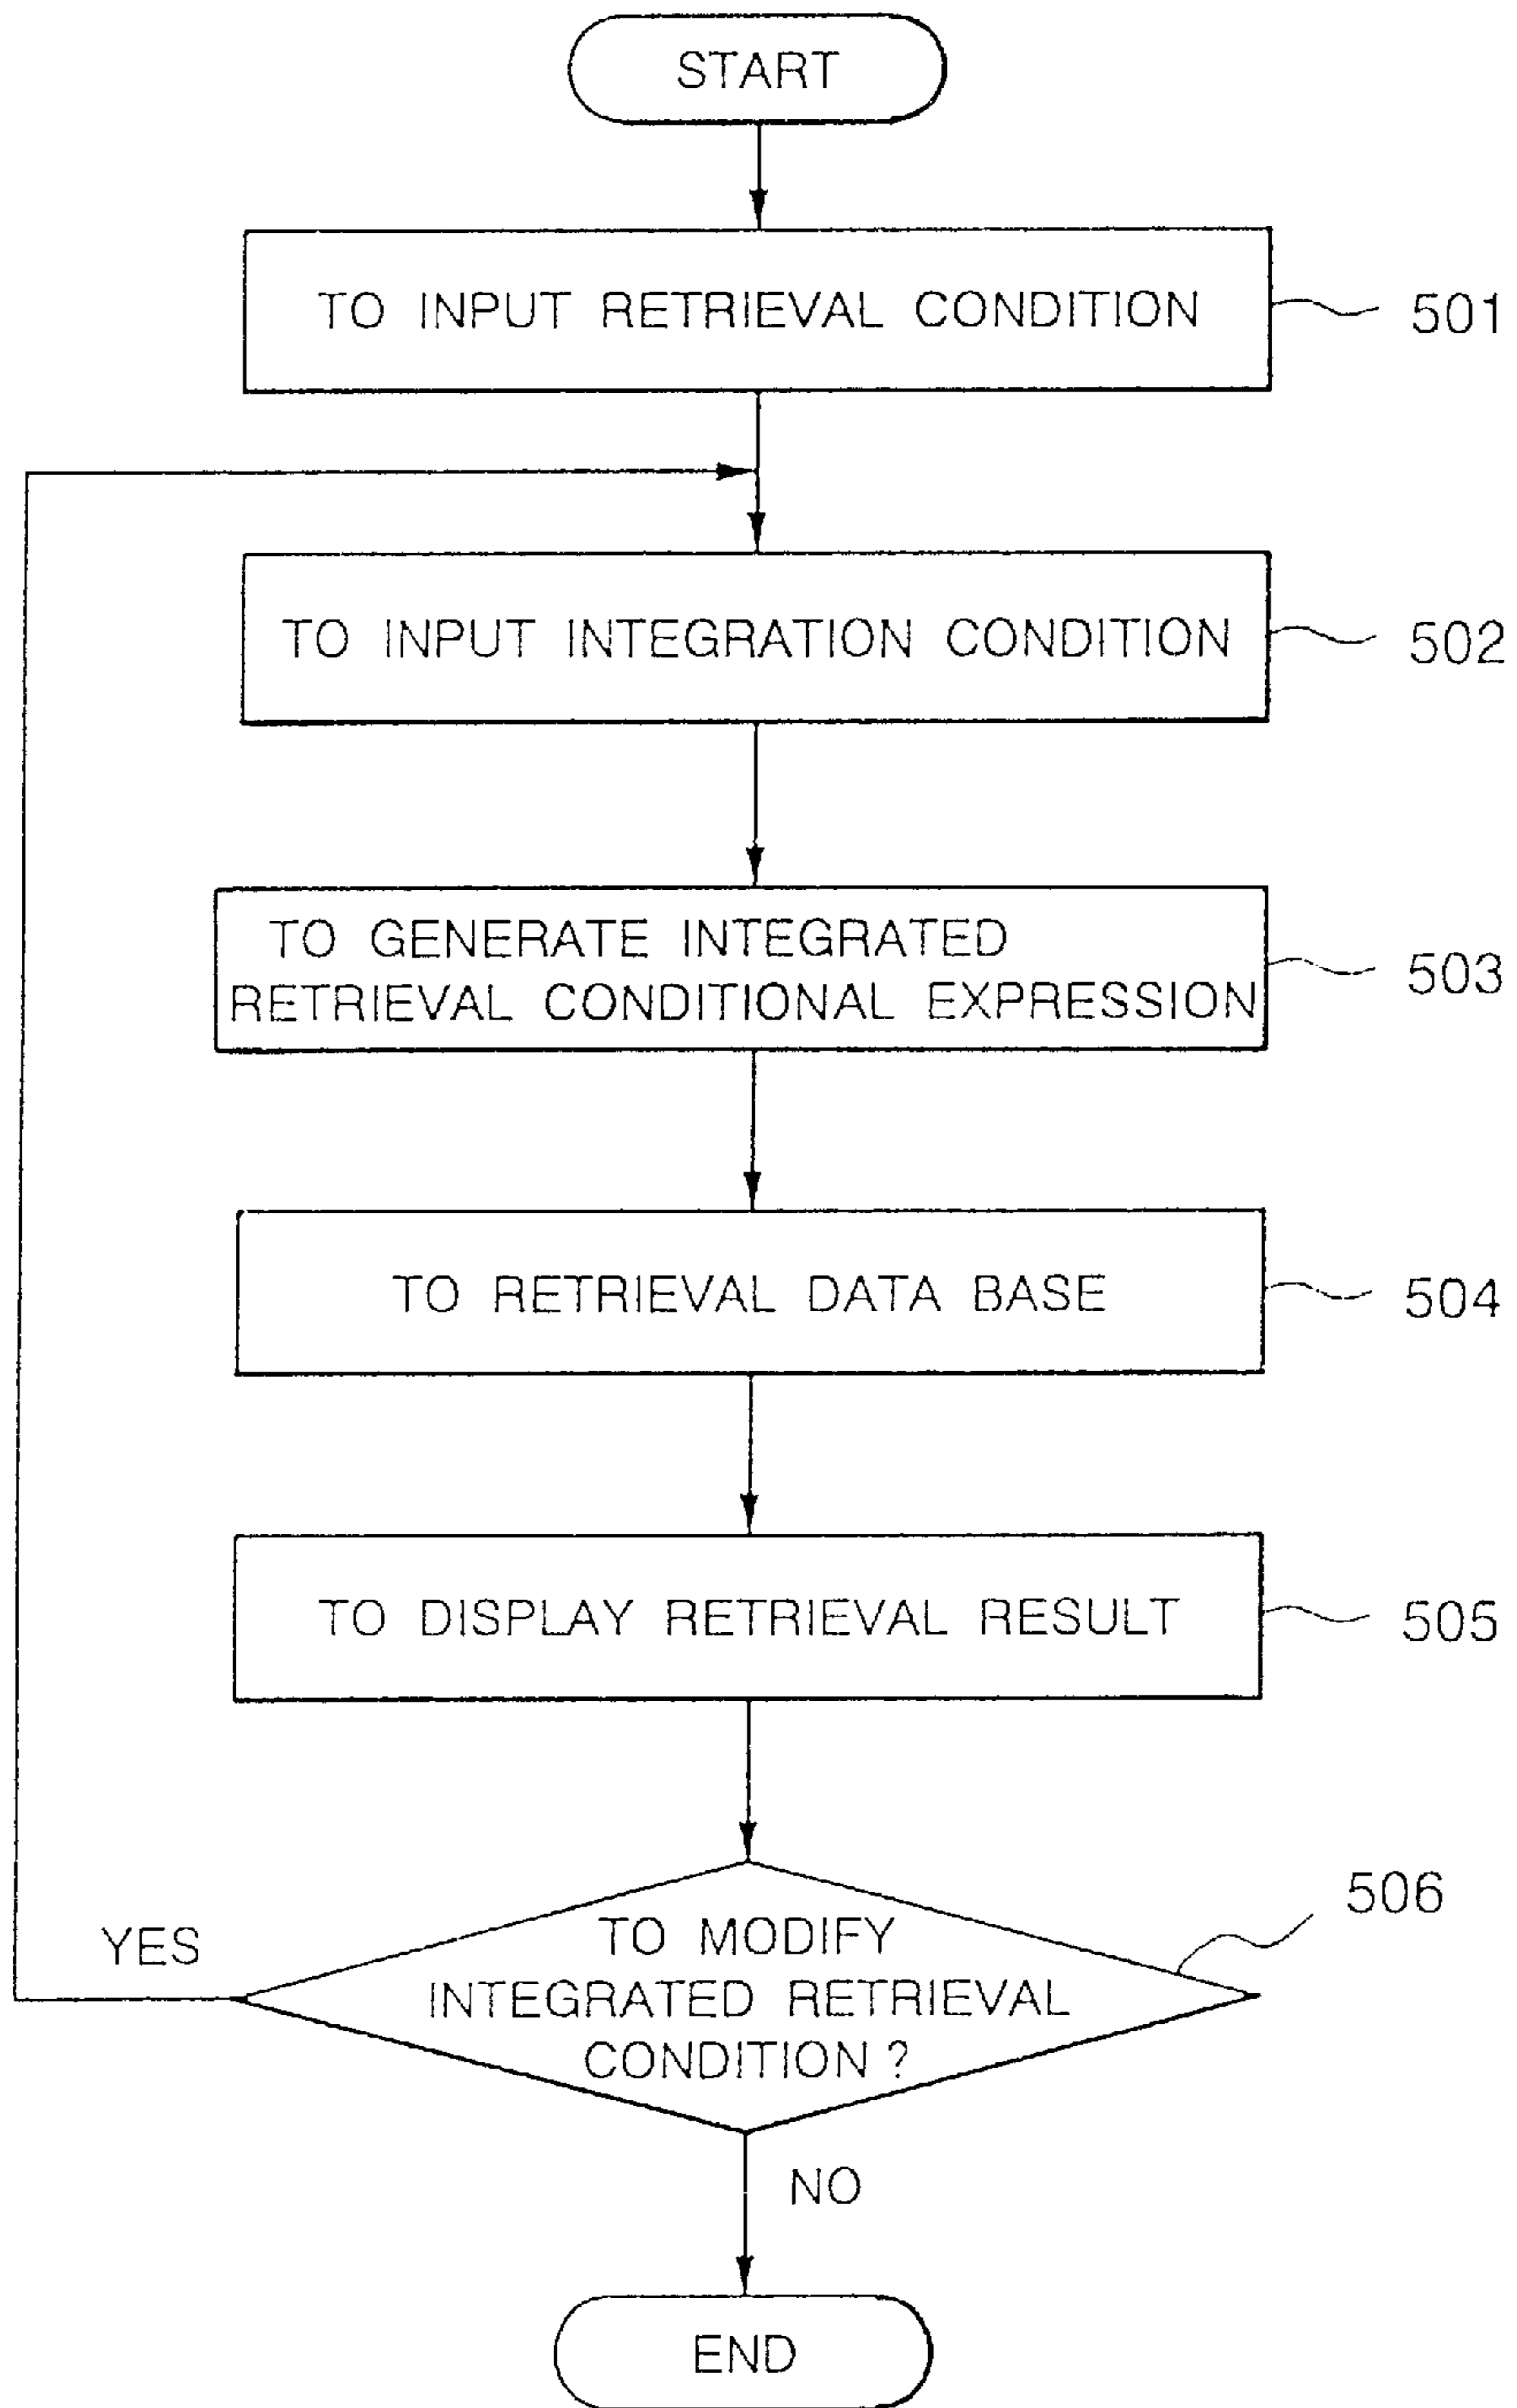 START
TO INPUT RETRIEVAL CONDITION
501
TO INPUT INTEGRATION CONDITION
502
TO GENERATE INTEGRATED
RETRIEVAL CONDITIONAL EXPRESSION
503
TO RETRIEVAL DATA BASE
504
TO DISPLAY RETRIEVAL RESULT
505
506
YES
TO MODIFY
INTEGRATED RETRIEVAL
CONDITION ?
NO
END